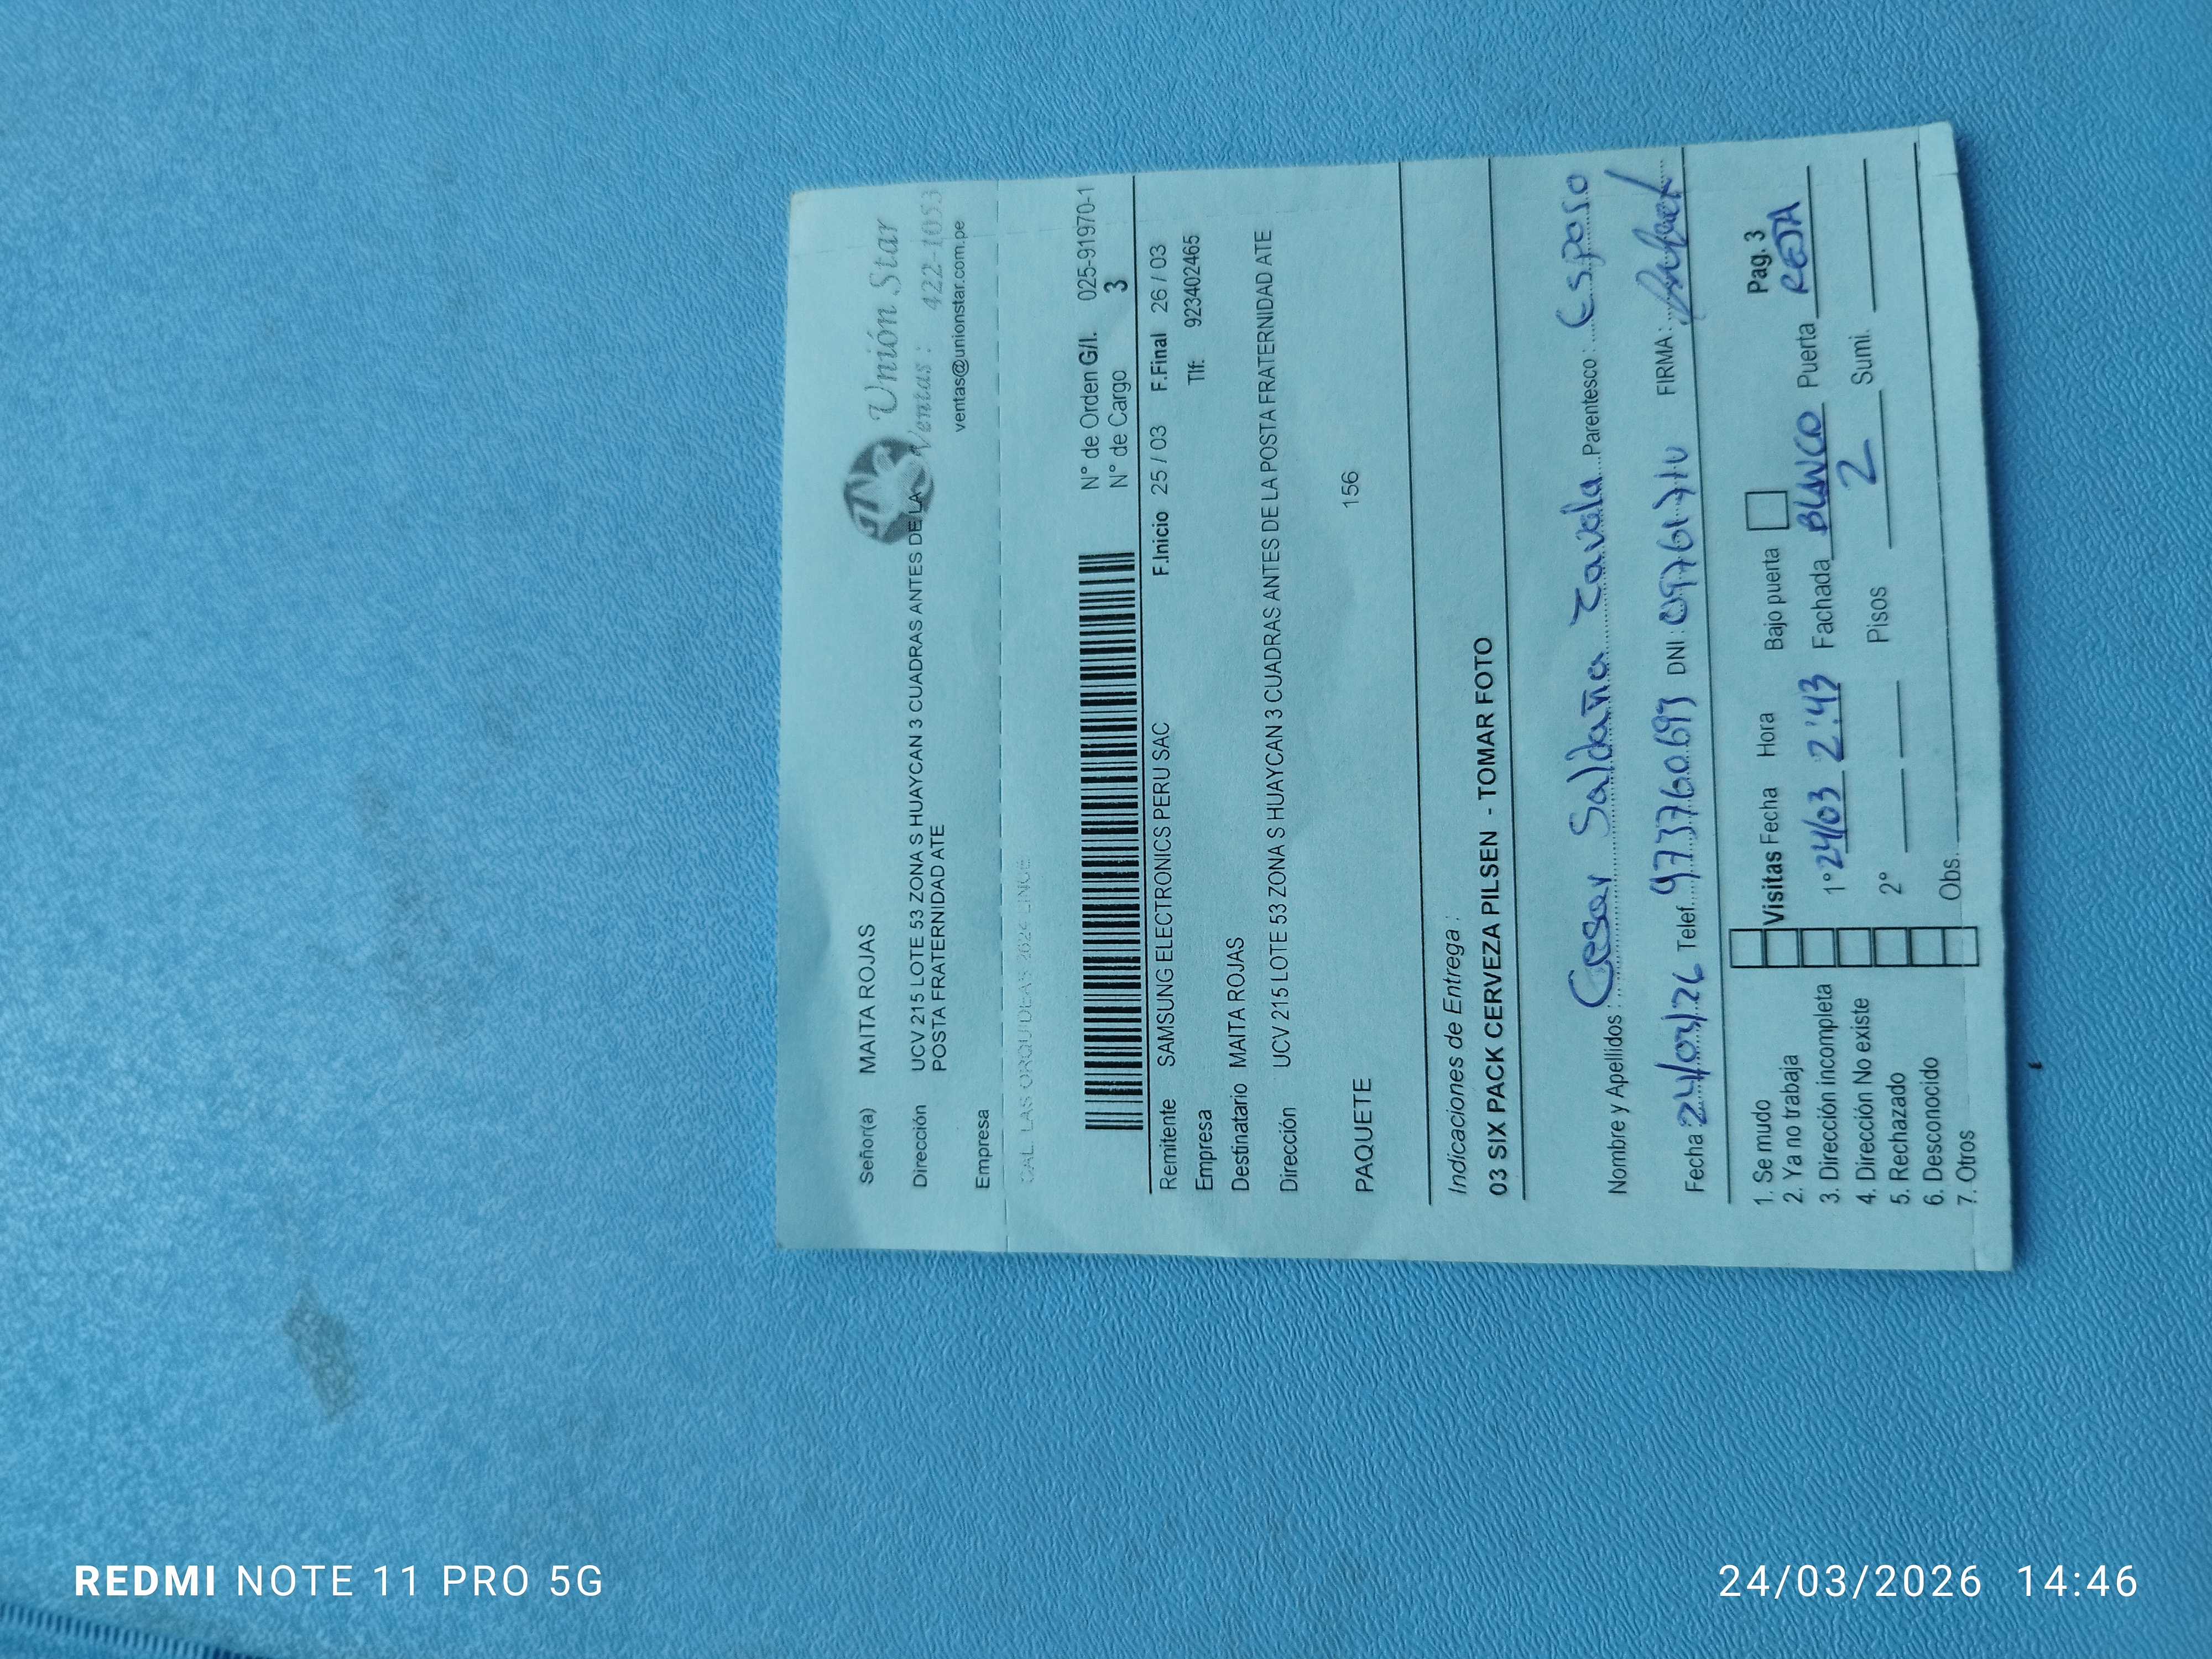 Unión Star
Ventas: 422-1053
ventas@unionstar.com.pe
Señor(a) MAITA ROJAS
Dirección UCV 215 LOTE 53 ZONA S HUAYCAN 3 CUADRAS ANTES DE LA
POSTA FRATERNIDAD ATE
Empresa
CAL. LAS ORQUIDEAS 2624 LINCE
N° de Orden G/I. 025-91970-1
N° de Cargo 3
Remitente SAMSUNG ELECTRONICS PERU SAC F.Inicio 25 / 03 F.Final 26 / 03
Empresa Tlf: 923402465
Destinatario MAITA ROJAS
Dirección UCV 215 LOTE 53 ZONA S HUAYCAN 3 CUADRAS ANTES DE LA POSTA FRATERNIDAD ATE
PAQUETE 156
Indicaciones de Entrega :
03 SIX PACK CERVEZA PILSEN - TOMAR FOTO
Nombre y Apellidos: Cesar Saldaña Zavala Parentesco: Esposo
Fecha 24/03/26 Telef. 973760693 DNI: FIRMA:
Pag. 3
1. Se mudo
2. Ya no trabaja
3. Dirección incompleta
4. Dirección No existe
5. Rechazado
6. Desconocido
7. Otros
Visitas Fecha Hora Bajo puerta
1° 24/03 2:43 Fachada BLANCO Puerta REJA
2° Pisos 2 Sumi.
Obs.
REDMI NOTE 11 PRO 5G
24/03/2026 14:46